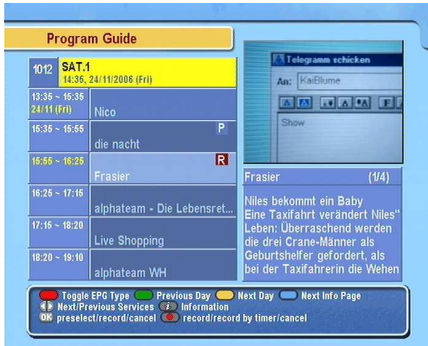 Program Guide
1012 SAT.1
14:35, 24/11/2006 (Fri)
13:35 ~ 15:35
24/11 (Fri)
Nico
15:35 ~ 15:55
P
die nacht
15:55 ~ 16:25
R
Frasier
16:25 ~ 17:15
alphateam - Die Lebensret...
17:15 ~ 18:20
Live Shopping
18:20 ~ 19:10
alphateam WH
Telegramm schicken
An: KaiBlume
Show
Frasier (1/4)
Niles bekommt ein Baby
Eine Taxifahrt verändert Niles"
Leben: Überraschend werden
die drei Crane-Männer als
Geburtshelfer gefordert, als
bei der Taxifahrerin die Wehen
Toggle EPG Type Previous Day Next Day Next Info Page
Next/Previous Services i Information
OK preselect/record/cancel record/record by timer/cancel